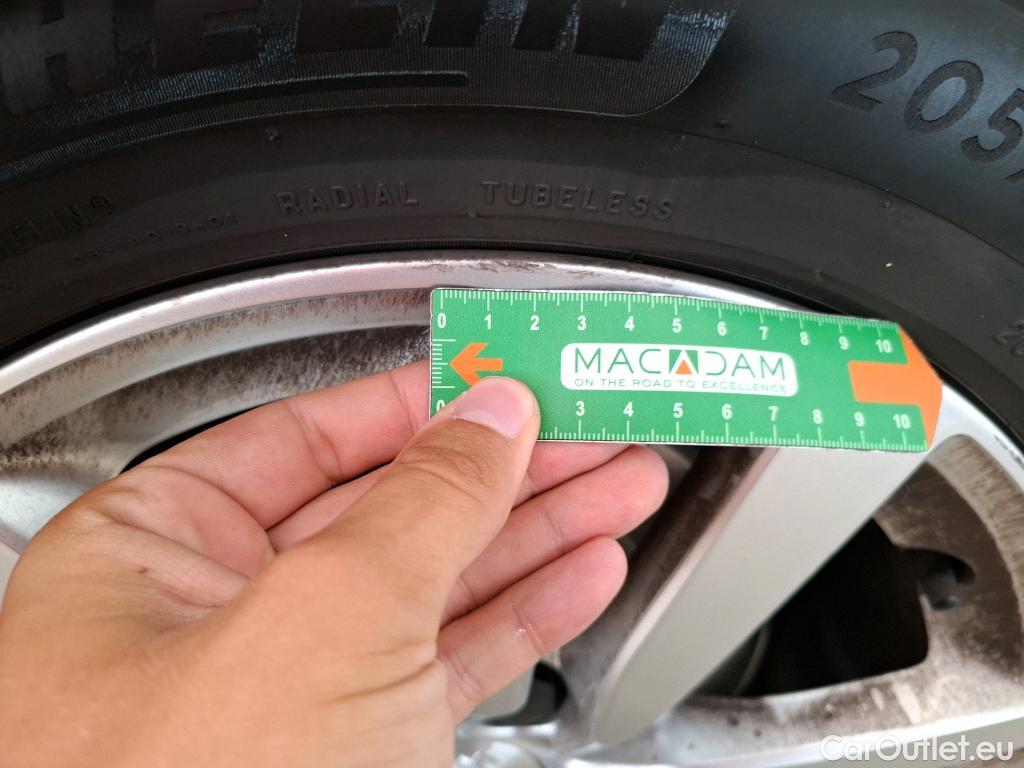 205
RADIAL TUBELESS
0 1 2 3 4 5 6 7 8 9 10
MACADAM
ON THE ROAD TO EXCELLENCE
0 3 4 5 6 7 8 9 10
CarOutlet.eu